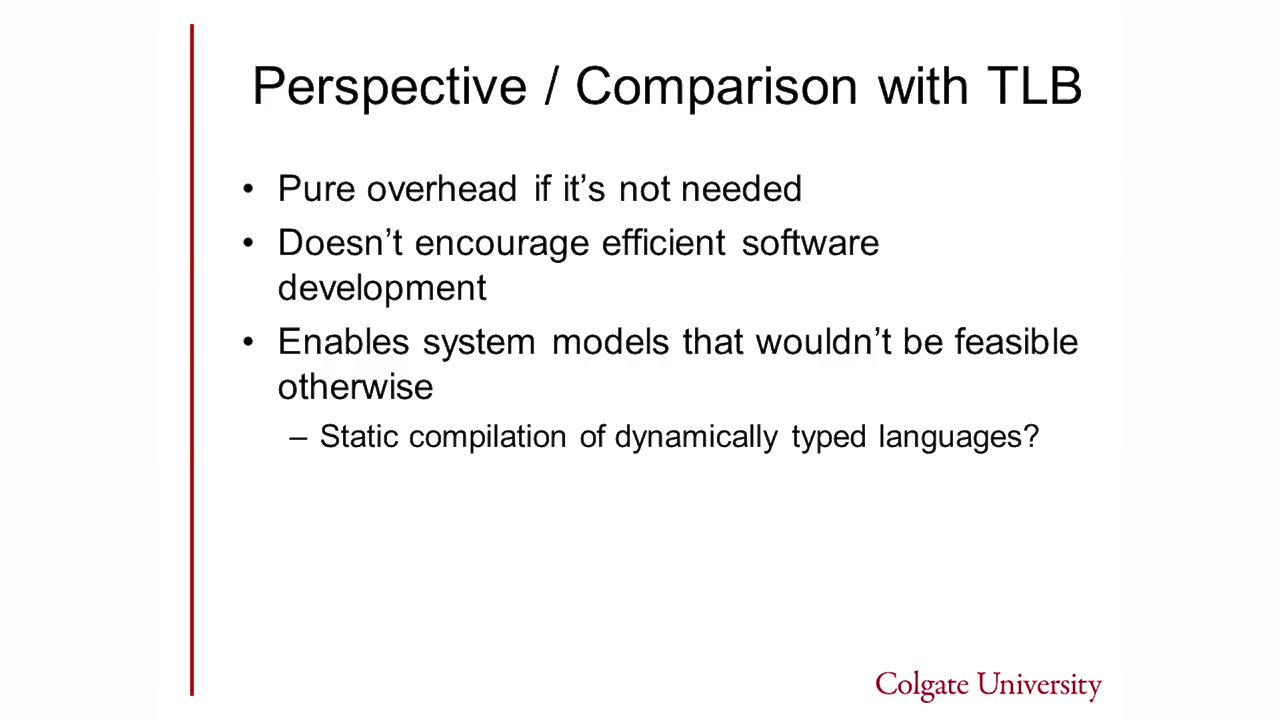 Perspective / Comparison with TLB
• Pure overhead if it’s not needed
• Doesn’t encourage efficient software
development
• Enables system models that wouldn’t be feasible
otherwise
– Static compilation of dynamically typed languages?
Colgate University